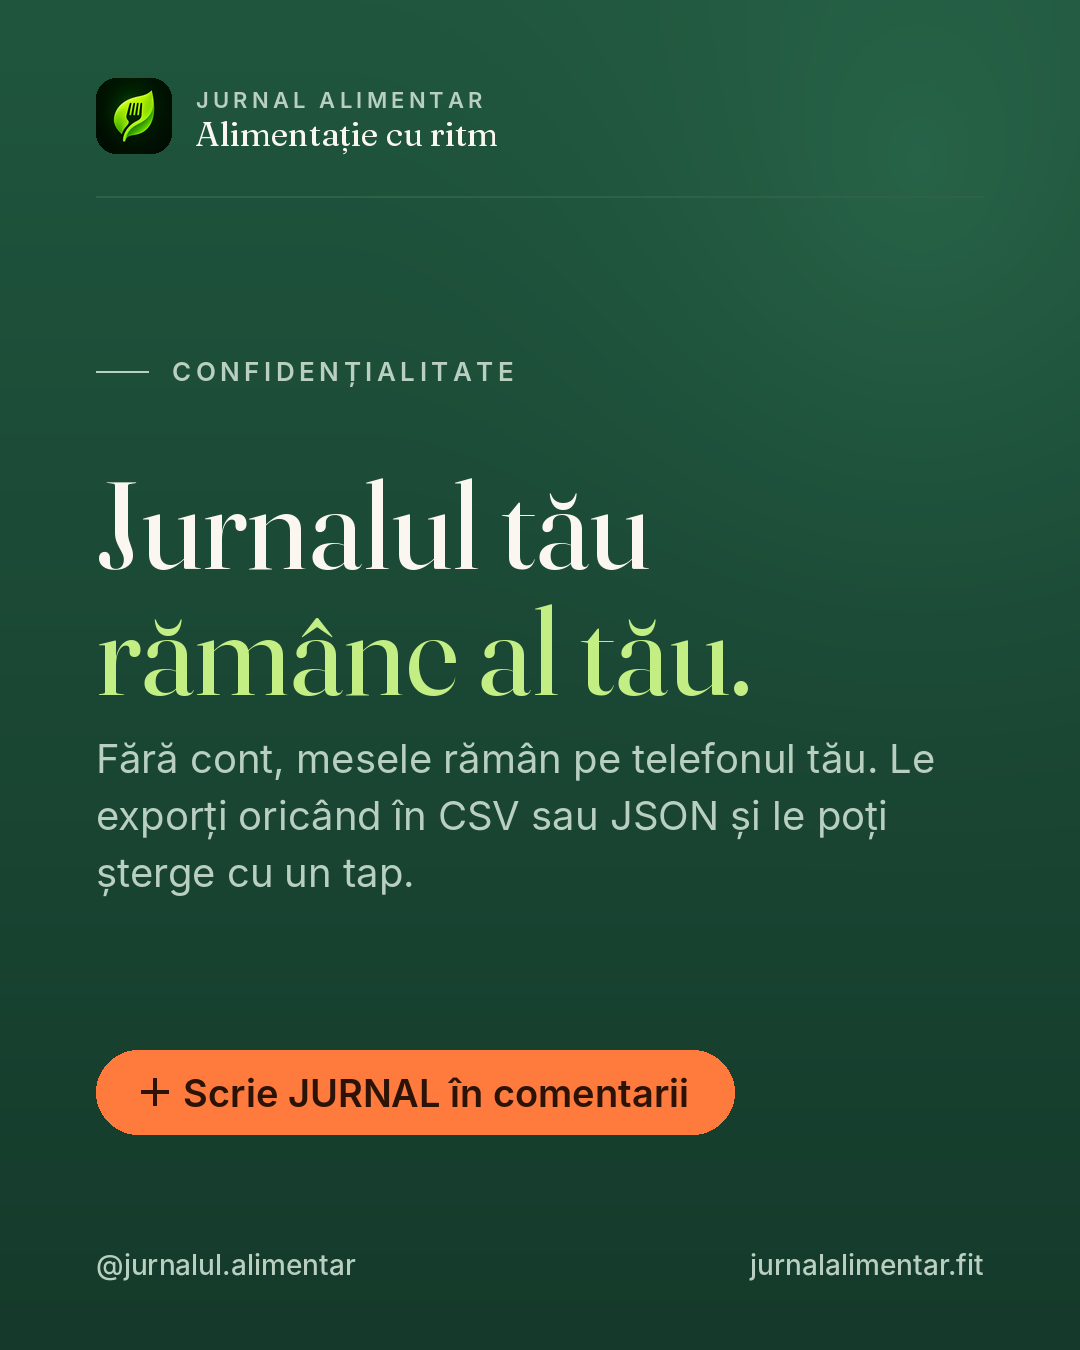 JURNAL ALIMENTAR
Alimentație cu ritm
CONFIDENȚIALITATE
Jurnalul tău
rămâne al tău.
Fără cont, mesele rămân pe telefonul tău. Le
exporți oricând în CSV sau JSON și le poți
șterge cu un tap.
+ Scrie JURNAL în comentarii
@jurnalul.alimentar
jurnalalimentar.fit